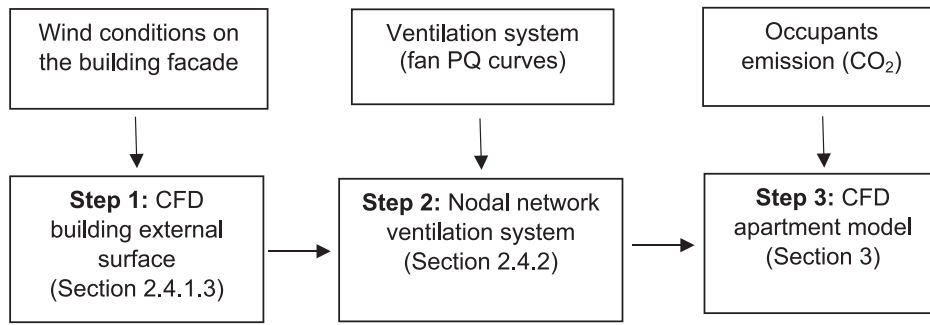 Wind conditions on
the building facade
Ventilation system
(fan PQ curves)
Occupants
emission (CO₂)
Step 1: CFD
building external
surface
(Section 2.4.1.3)
Step 2: Nodal network
ventilation system
(Section 2.4.2)
Step 3: CFD
apartment model
(Section 3)